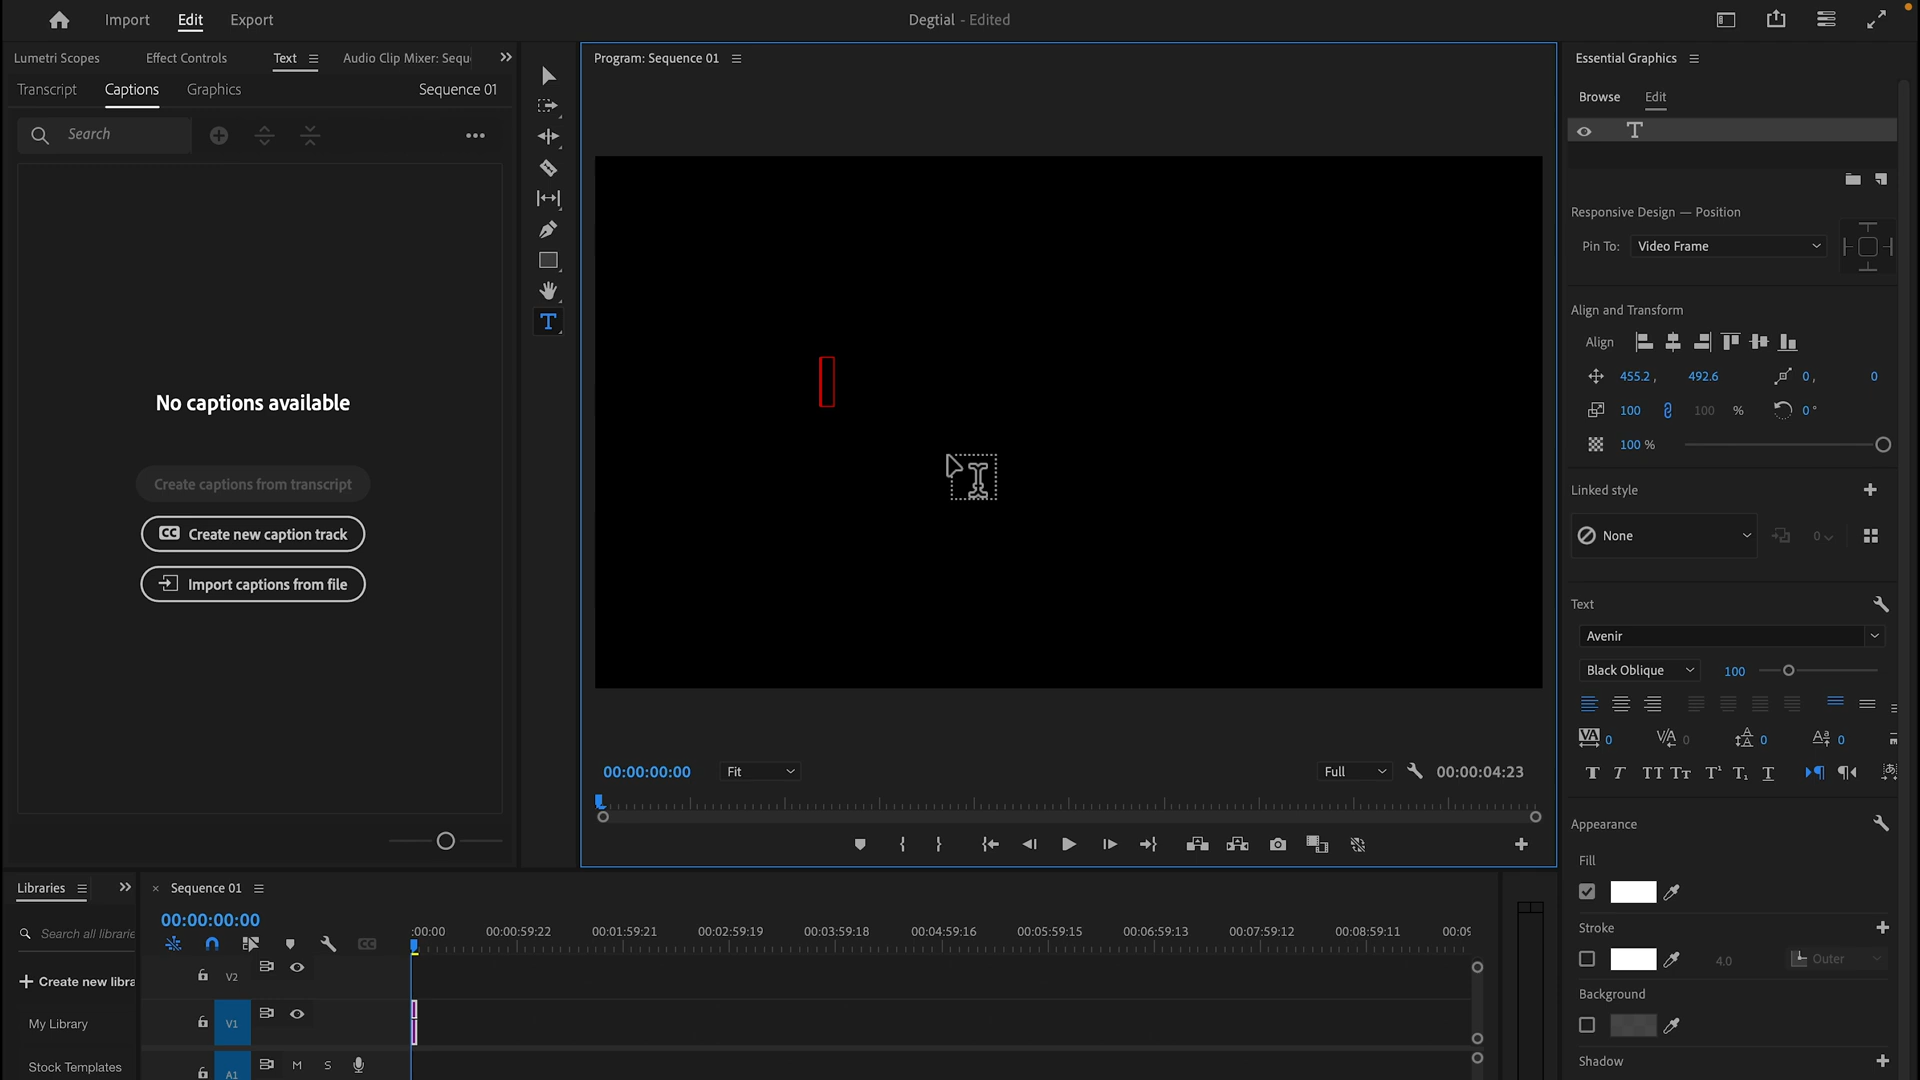 Import Edit Export Degtial - Edited
Lumetri Scopes Effect Controls Text Audio Clip Mixer: Sequ
Transcript Captions Graphics Sequence 01
Search
No captions available
Create captions from transcript
CC Create new caption track
Import captions from file
Program: Sequence 01
00:00:00:00 Fit Full 00:00:04:23
Essential Graphics
Browse Edit
Responsive Design — Position
Pin To: Video Frame
Align and Transform
Align
455.2 , 492.6 0 , 0
100 100 % 0 °
100 %
Linked style
None 0
Text
Avenir
Black Oblique 100
0 0 0 0
Appearance
Fill
Stroke
4.0 Outer
Background
Shadow
Libraries
Search all librarie
Create new libra
My Library
Stock Templates
× Sequence 01
00:00:00:00
:00:00 00:00:59:22 00:01:59:21 00:02:59:19 00:03:59:18 00:04:59:16 00:05:59:15 00:06:59:13 00:07:59:12 00:08:59:11 00:09
V2
V1
A1 M S